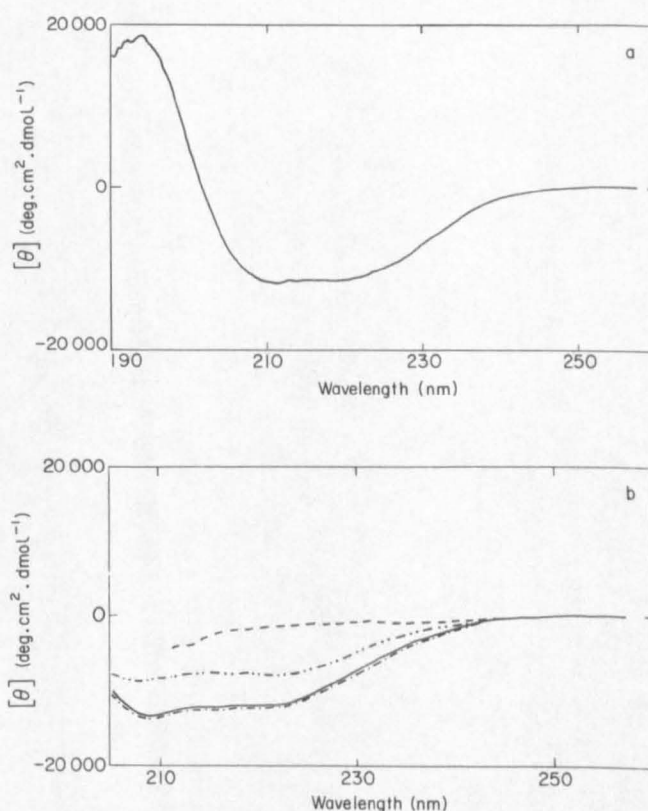 20 000
a
0
[θ] (deg.cm².dmol⁻¹)
-20 000
190 210 230 250
Wavelength (nm)
20 000
b
0
[θ] (deg.cm².dmol⁻¹)
-20 000
210 230 250
Wavelength (nm)